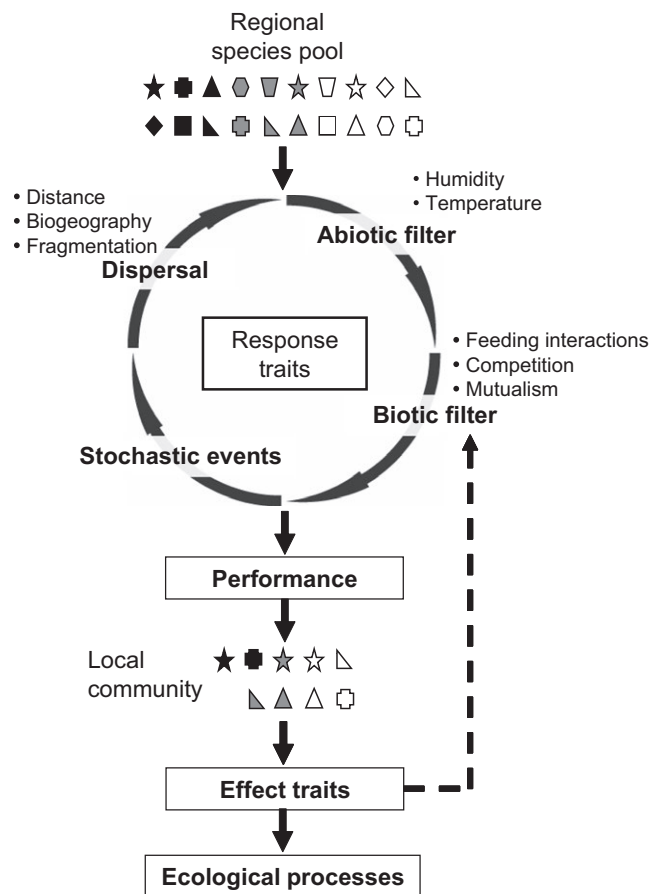 Regional
species pool
• Distance
• Biogeography
• Fragmentation
Dispersal
• Humidity
• Temperature
Abiotic filter
Response
traits
• Feeding interactions
• Competition
• Mutualism
Biotic filter
Stochastic events
Performance
Local
community
Effect traits
Ecological processes